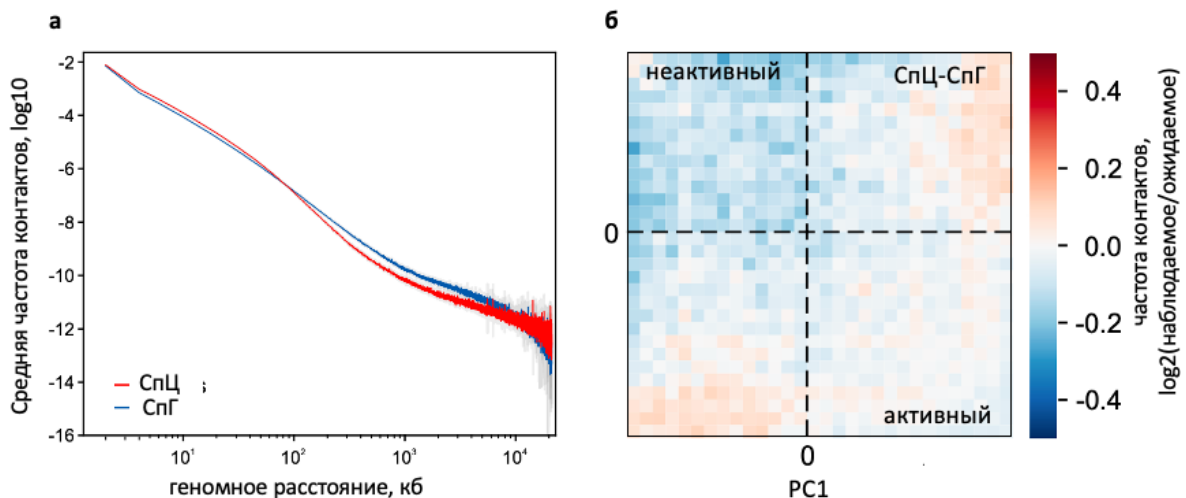 а
Средняя частота контактов, log10
-2
-4
-6
-8
-10
-12
-14
-16
СпЦ s
СпГ
10¹
10²
10³
10⁴
геномное расстояние, кб
б
неактивный
СпЦ-СпГ
0
активный
0
PC1
0.4
0.2
0.0
-0.2
-0.4
частота контактов,
log2(наблюдаемое/ожидаемое)